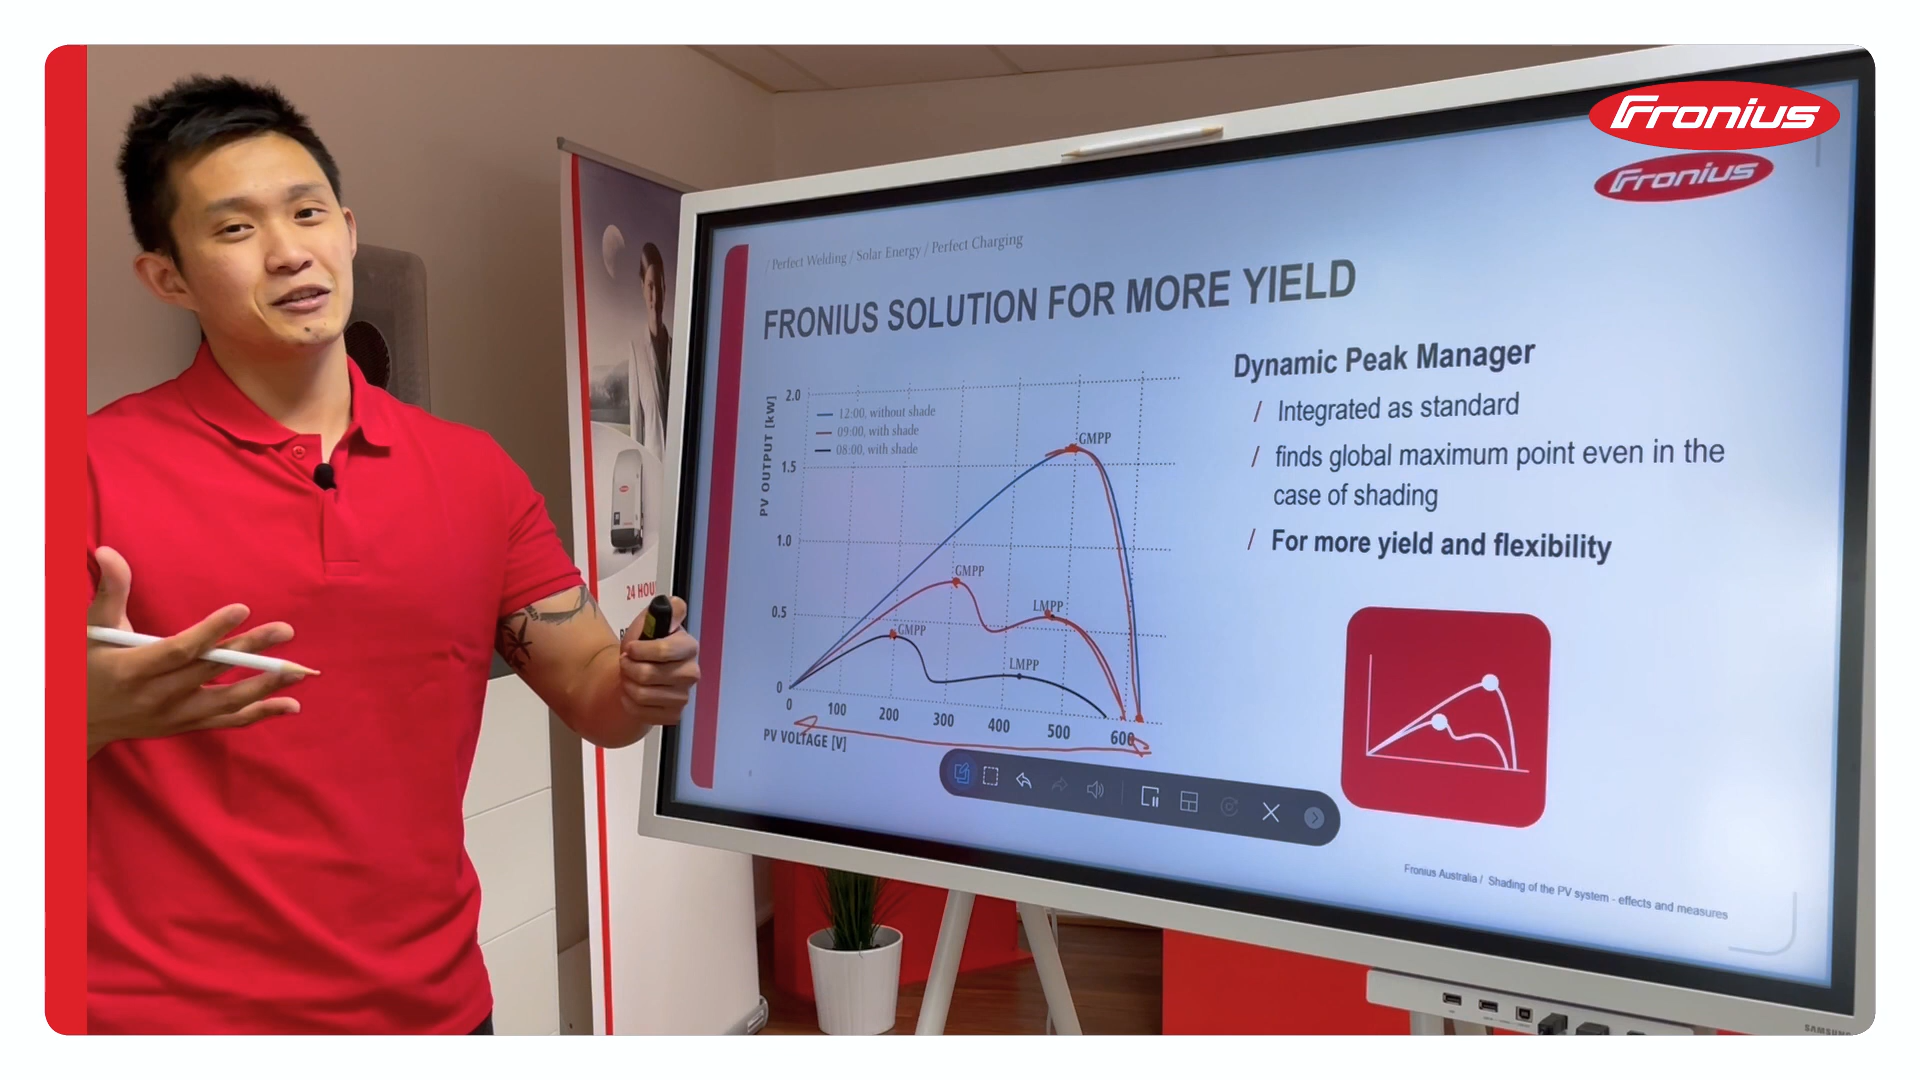 Fronius
Fronius
/ Perfect Welding / Solar Energy / Perfect Charging
FRONIUS SOLUTION FOR MORE YIELD
PV OUTPUT [kW]
2.0
1.5
1.0
0.5
0
12:00, without shade
09:00, with shade
08:00, with shade
GMPP
GMPP
LMPP
GMPP
LMPP
0 100 200 300 400 500 600
PV VOLTAGE [V]
Dynamic Peak Manager
/ Integrated as standard
/ finds global maximum point even in the
case of shading
/ For more yield and flexibility
Fronius Australia / Shading of the PV system - effects and measures
24 HOU
SAMSUNG